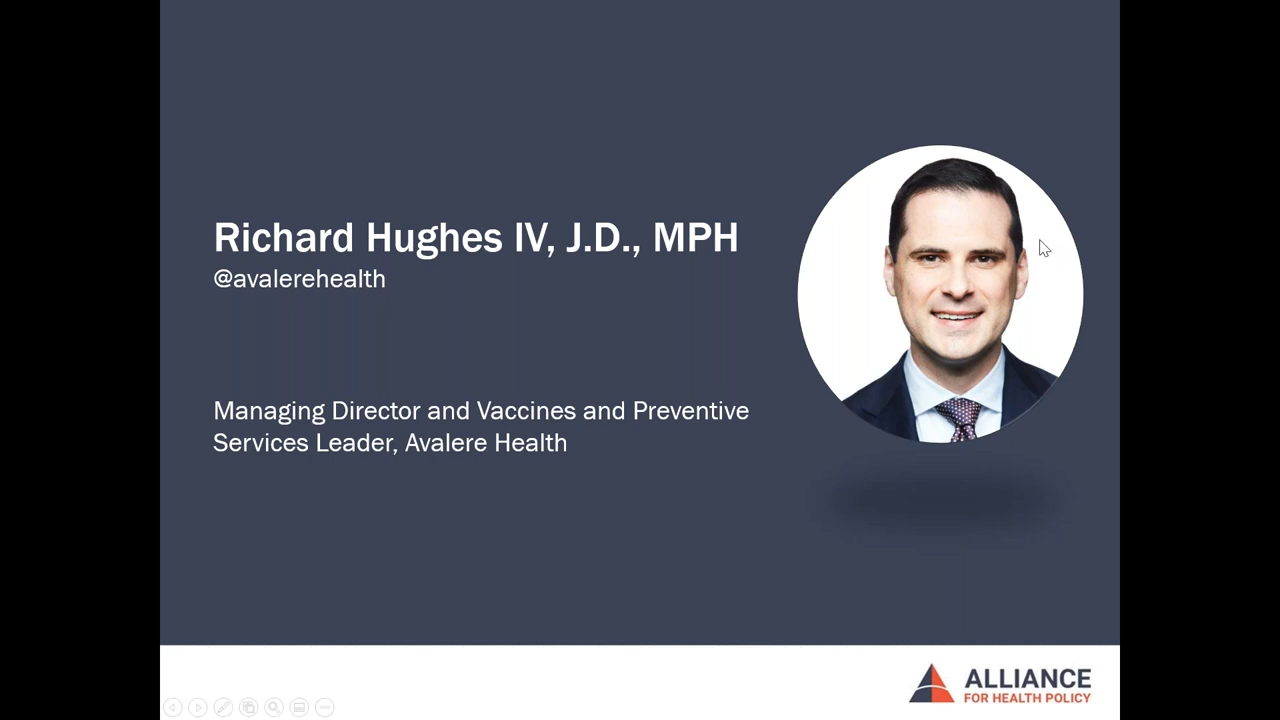 Richard Hughes IV, J.D., MPH
@avalerehealth
Managing Director and Vaccines and Preventive
Services Leader, Avalere Health
ALLIANCE
FOR HEALTH POLICY